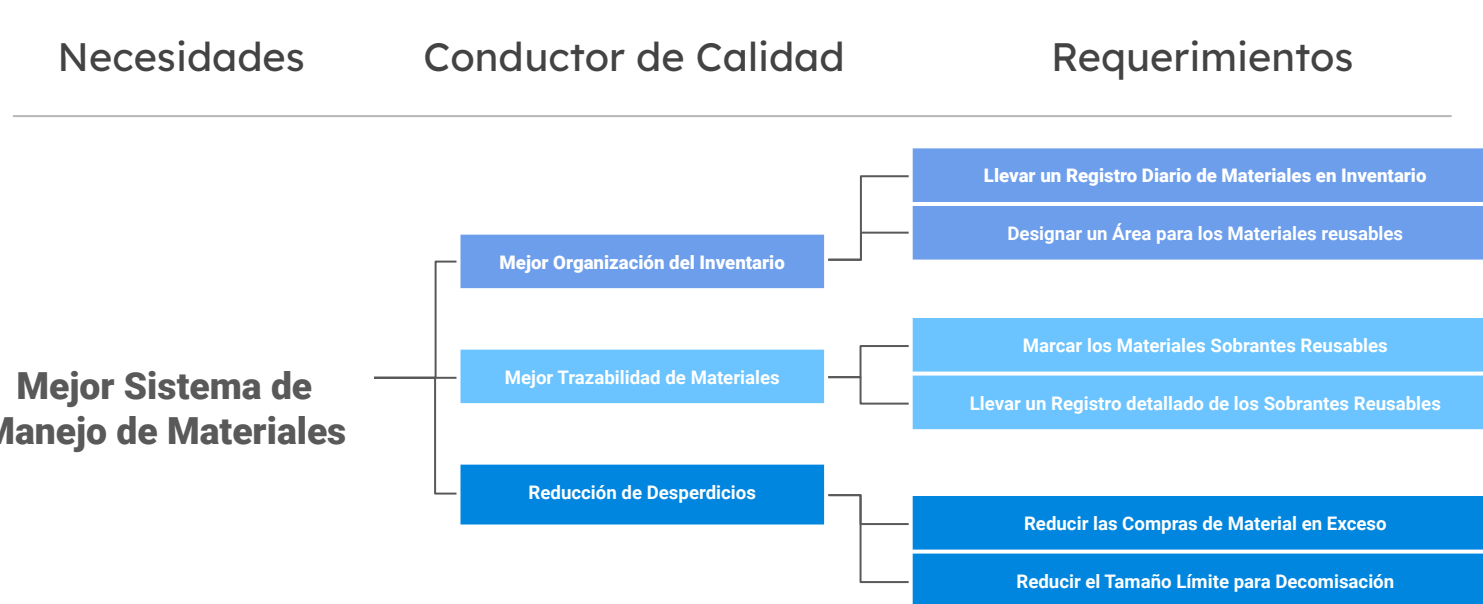 Necesidades
Conductor de Calidad
Requerimientos
Mejor Sistema de
Manejo de Materiales
Mejor Organización del Inventario
Llevar un Registro Diario de Materiales en Inventario
Designar un Área para los Materiales reusables
Mejor Trazabilidad de Materiales
Marcar los Materiales Sobrantes Reusables
Llevar un Registro detallado de los Sobrantes Reusables
Reducción de Desperdicios
Reducir las Compras de Material en Exceso
Reducir el Tamaño Límite para Decomisación